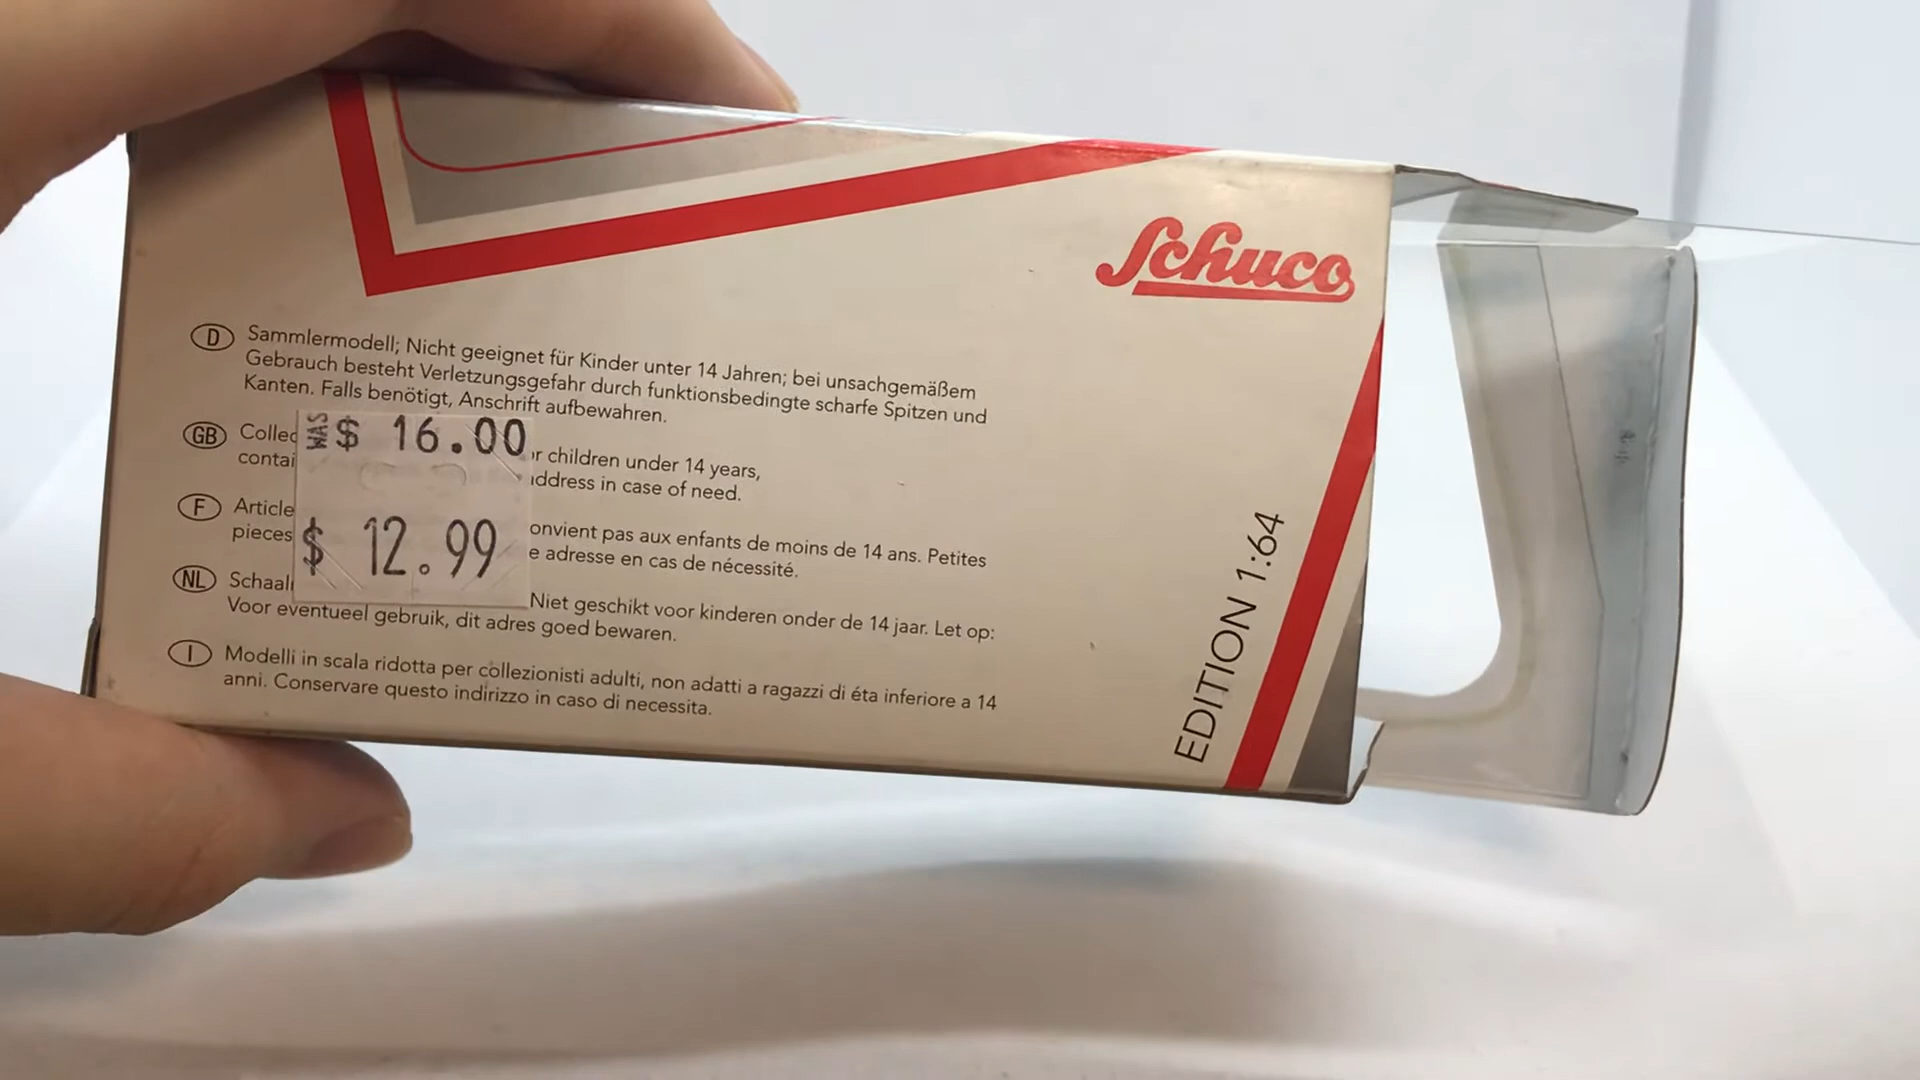 Schuco
D Sammlermodell; Nicht geeignet für Kinder unter 14 Jahren; bei unsachgemäßem
Gebrauch besteht Verletzungsgefahr durch funktionsbedingte scharfe Spitzen und
Kanten. Falls benötigt, Anschrift aufbewahren.
WAS $ 16.00
$ 12.99
GB children under 14 years,
in case of need.
F Article onvient pas aux enfants de moins de 14 ans. Petites
pieces e adresse en cas de nécessité.
NL Niet geschikt voor kinderen onder de 14 jaar. Let op:
Voor eventueel gebruik, dit adres goed bewaren.
I Modelli in scala ridotta per collezionisti adulti, non adatti a ragazzi di éta inferiore a 14
anni. Conservare questo indirizzo in caso di necessita.
EDITION 1:64